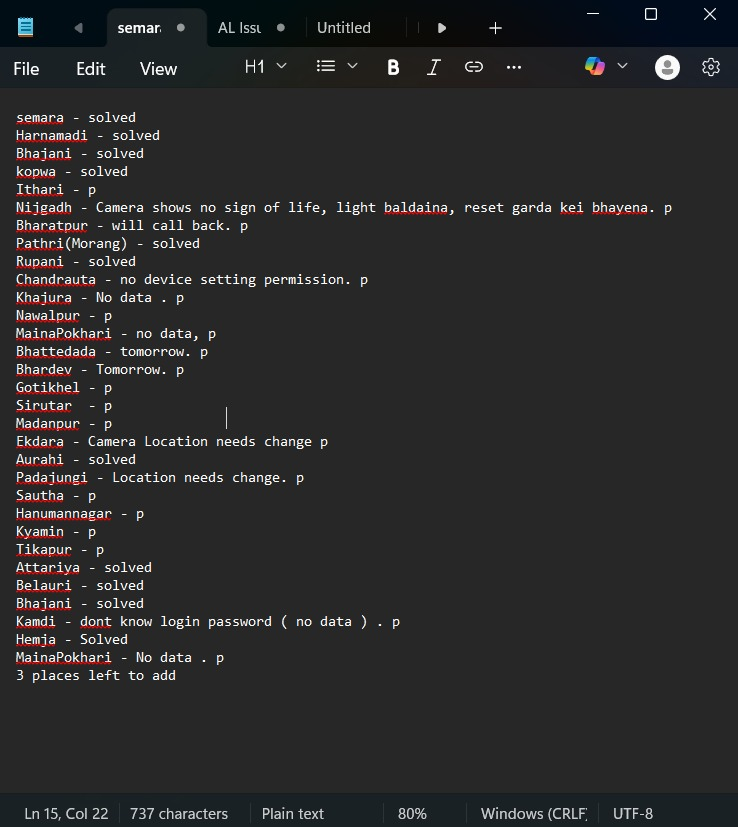 semar
AL Issu
Untitled
File Edit View H1 B I
semara - solved
Harnamadi - solved
Bhajani - solved
kopwa - solved
Ithari - p
Nijgadh - Camera shows no sign of life, light baldaina, reset garda kei bhayena. p
Bharatpur - will call back. p
Pathri(Morang) - solved
Rupani - solved
Chandrauta - no device setting permission. p
Khajura - No data . p
Nawalpur - p
MainaPokhari - no data, p
Bhattedada - tomorrow. p
Bhardev - Tomorrow. p
Gotikhel - p
Sirutar  - p
Madanpur - p
Ekdara - Camera Location needs change p
Aurahi - solved
Padajungi - Location needs change. p
Sautha - p
Hanumannagar - p
Kyamin - p
Tikapur - p
Attariya - solved
Belauri - solved
Bhajani - solved
Kamdi - dont know login password ( no data ) . p
Hemja - Solved
MainaPokhari - No data . p
3 places left to add
Ln 15, Col 22 737 characters Plain text 80% Windows (CRLF) UTF-8